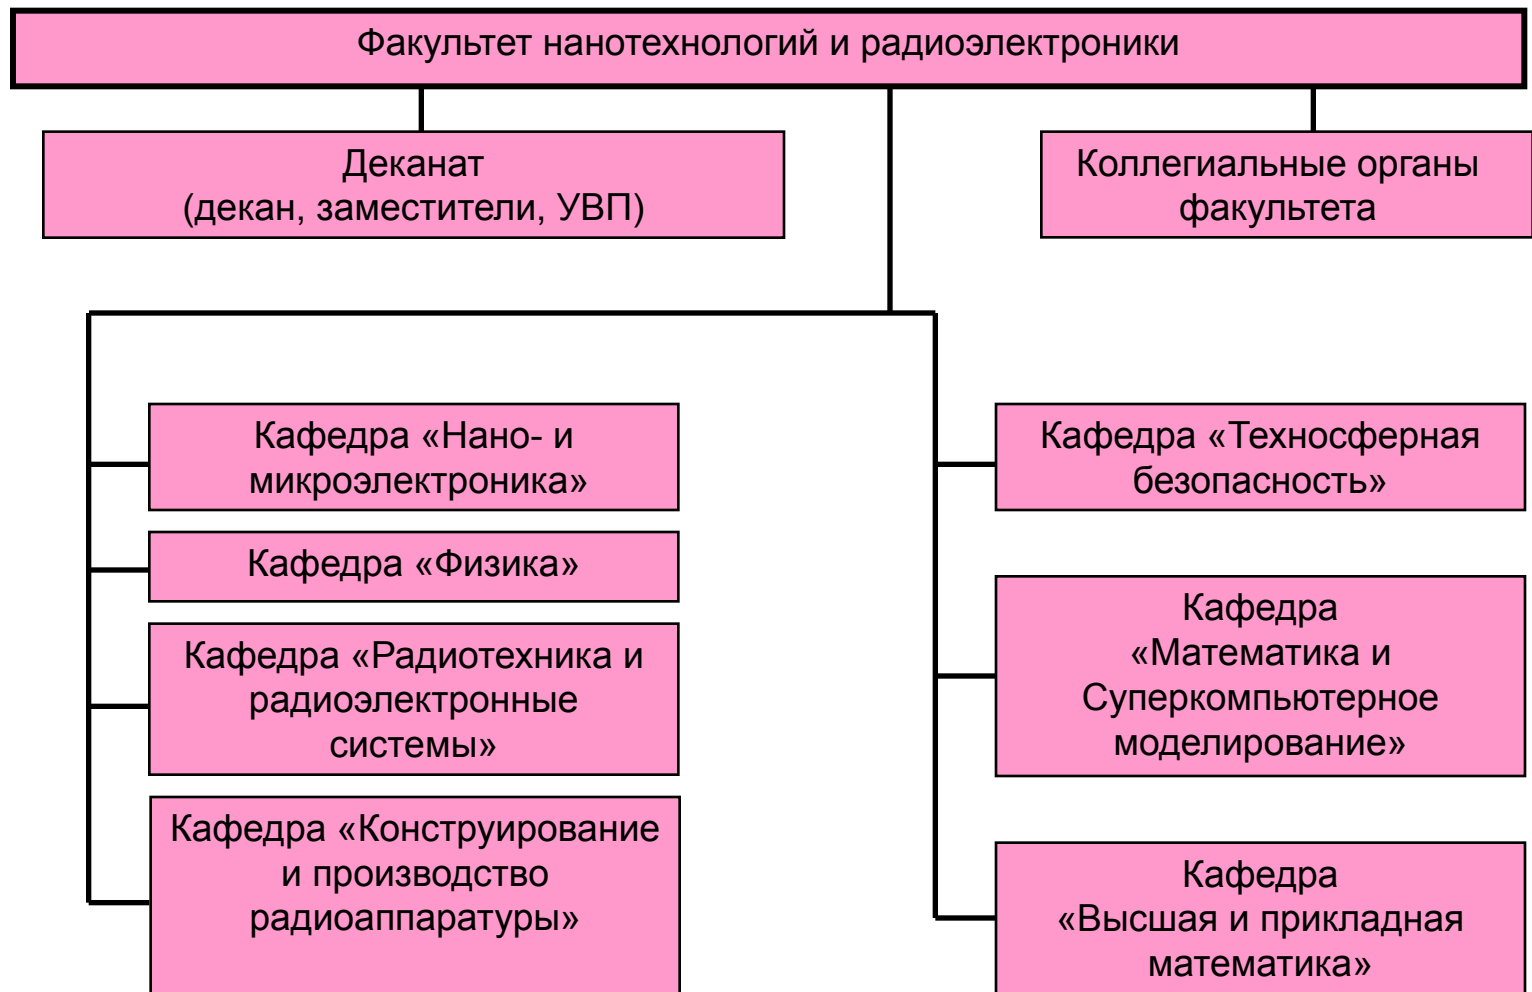 Факультет нанотехнологий и радиоэлектроники
Деканат
(декан, заместители, УВП)
Коллегиальные органы
факультета
Кафедра «Нано- и
микроэлектроника»
Кафедра «Физика»
Кафедра «Радиотехника и
радиоэлектронные
системы»
Кафедра «Конструирование
и производство
радиоаппаратуры»
Кафедра «Техносферная
безопасность»
Кафедра
«Математика и
Суперкомпьютерное
моделирование»
Кафедра
«Высшая и прикладная
математика»